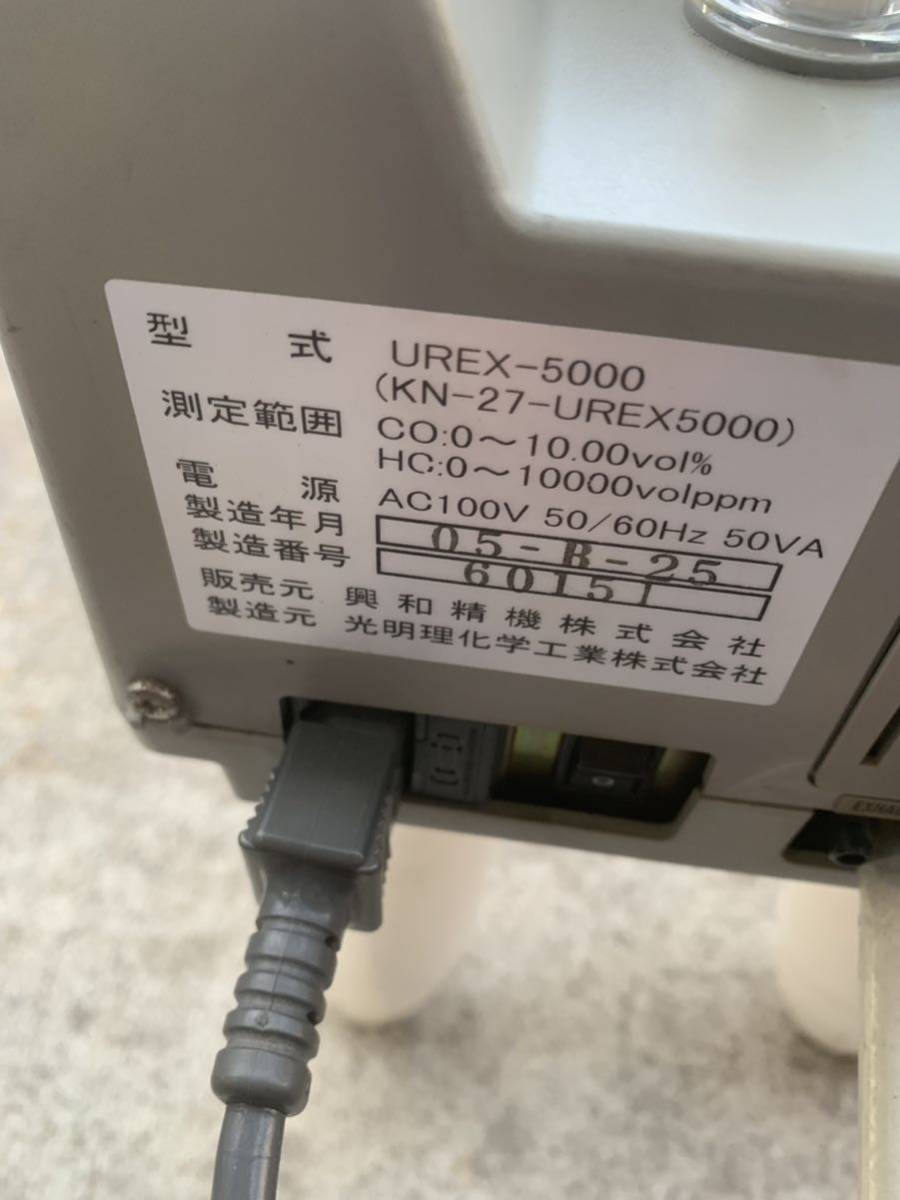 型 式 UREX-5000
(KN-27-UREX5000)
測定範囲 CO:0～10.00vol%
HC:0～10000volppm
電 源 AC100V 50/60Hz 50VA
製造年月 05-B-25
製造番号 60151
販売元 興和精機株式会社
製造元 光明理化学工業株式会社